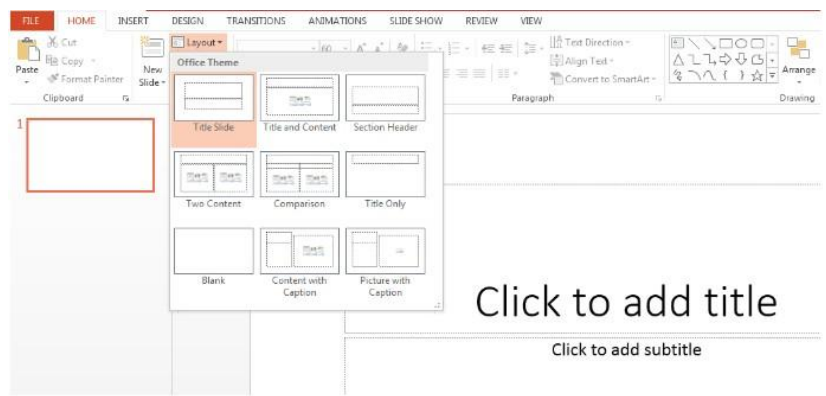 FILE HOME INSERT DESIGN TRANSITIONS ANIMATIONS SLIDE SHOW REVIEW VIEW
Cut
Copy
Format Painter
Paste
Clipboard
New
Slide
Layout
60
Text Direction
Align Text
Convert to SmartArt
Paragraph
Arrange
Drawing
Office Theme
Title Slide Title and Content Section Header
Two Content Comparison Title Only
Blank Content with
Caption Picture with
Caption
1
Click to add title
Click to add subtitle